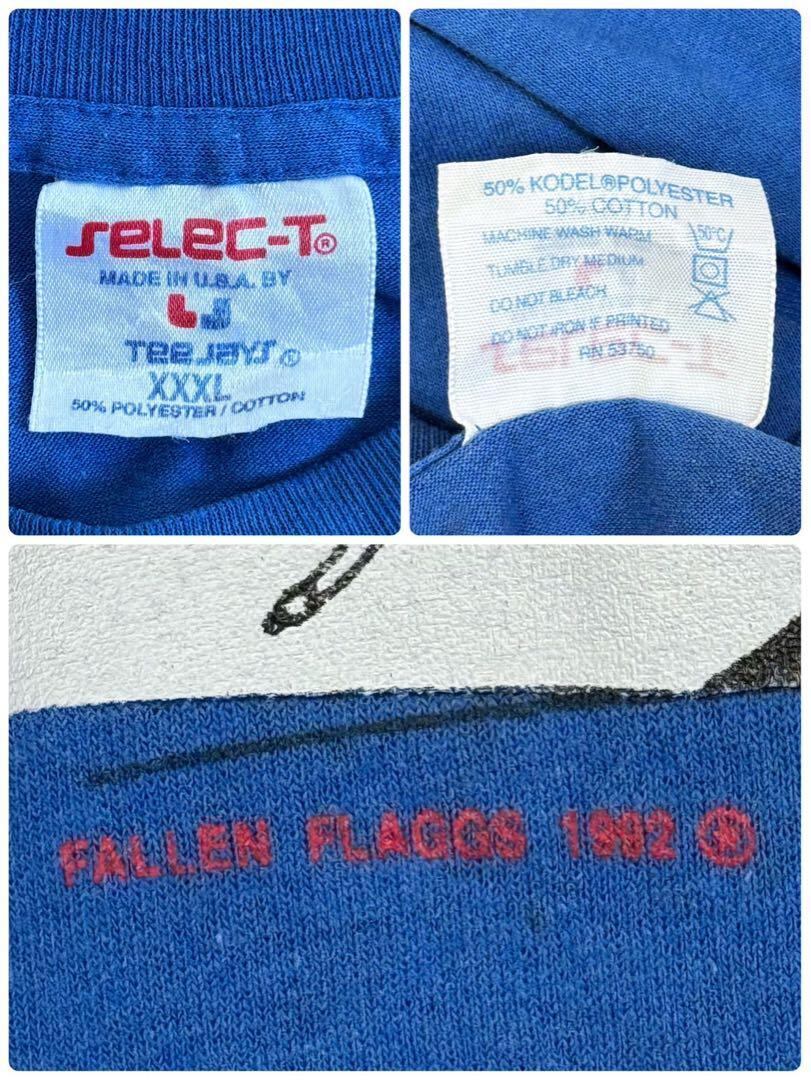 SELEC-T®
MADE IN U.S.A. BY
TEE JAYS®
XXXL
50% POLYESTER / COTTON
50% KODEL®POLYESTER
50% COTTON
MACHINE WASH WARM
50°C
TUMBLE DRY MEDIUM
DO NOT BLEACH
DO NOT IRON IF PRINTED
RN 53760
FALLEN FLAGGS 1992 ®